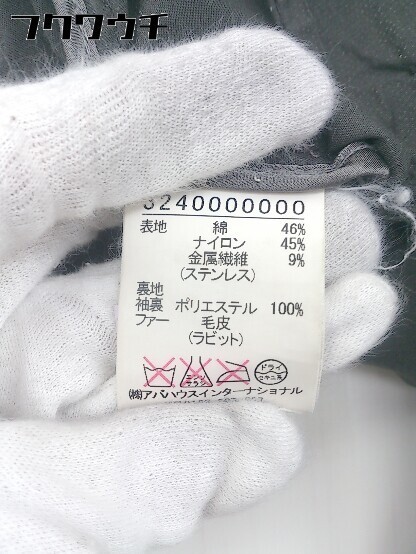 フクワウチ
3240000000
表地 綿 46%
ナイロン 45%
金属繊維 9%
(ステンレス)
裏地
袖裏 ポリエステル 100%
ファー 毛皮
(ラビット)
ドライ
㈱アバハウスインターナショナル